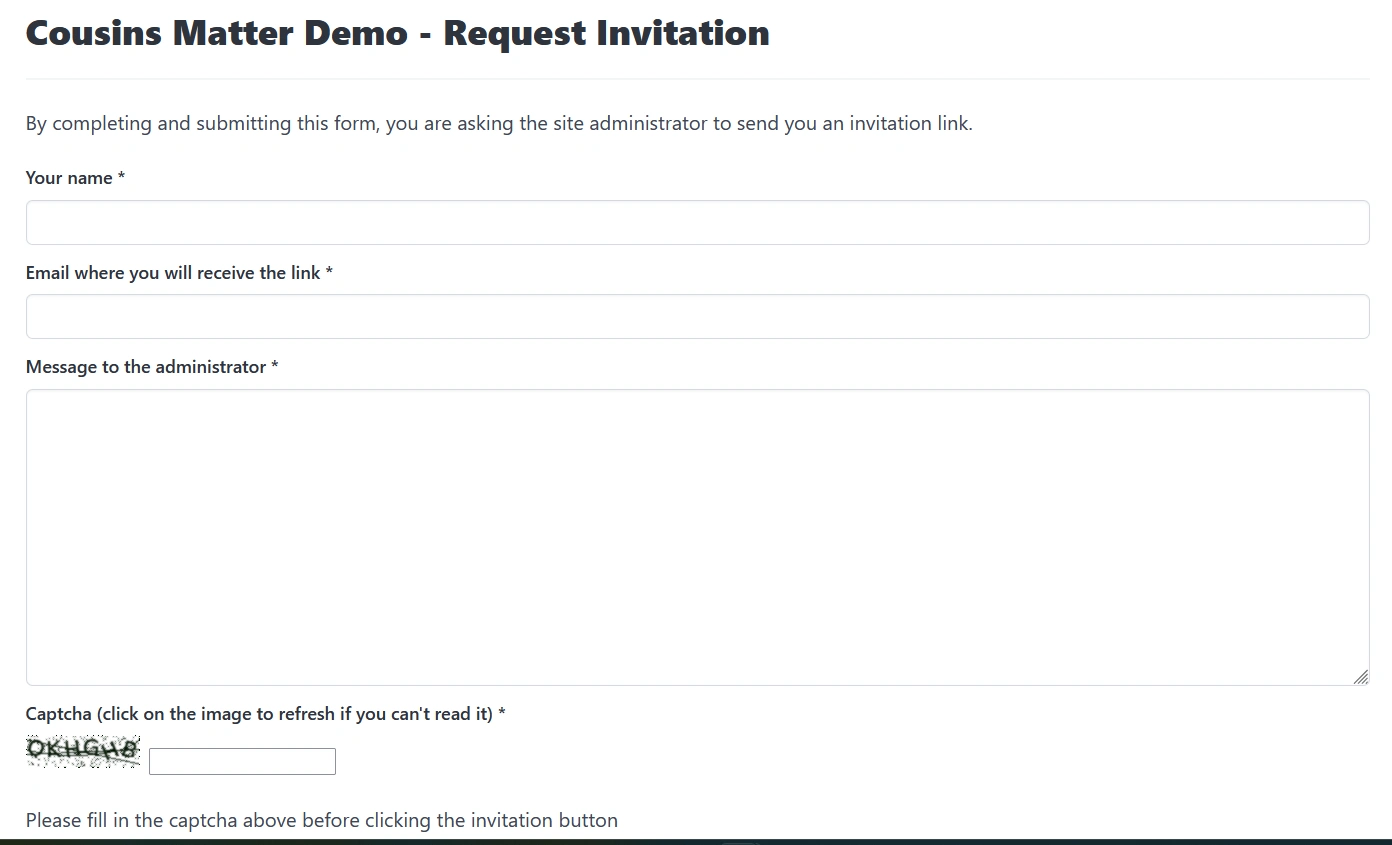 Cousins Matter Demo - Request Invitation
By completing and submitting this form, you are asking the site administrator to send you an invitation link.
Your name *
Email where you will receive the link *
Message to the administrator *
Captcha (click on the image to refresh if you can't read it) *
Please fill in the captcha above before clicking the invitation button